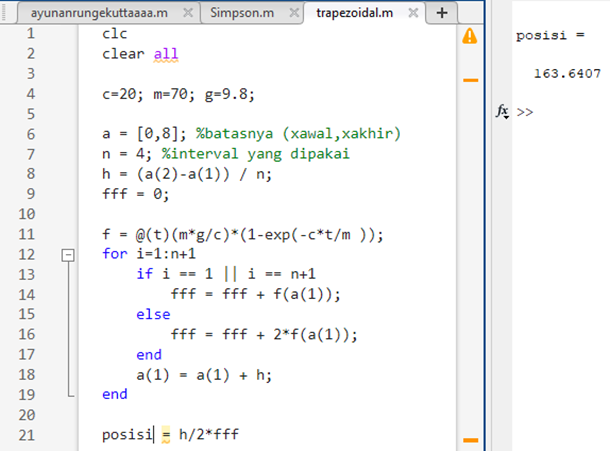 ayunanrungekuttaaaa.m × Simpson.m × trapezoidal.m × +
1 clc
2 clear all
3
4 c=20; m=70; g=9.8;
5
6 a = [0,8]; %batasnya (xawal,xakhir)
7 n = 4; %interval yang dipakai
8 h = (a(2)-a(1)) / n;
9 fff = 0;
10
11 f = @(t)(m*g/c)*(1-exp(-c*t/m ));
12 for i=1:n+1
13 if i == 1 || i == n+1
14 fff = fff + f(a(1));
15 else
16 fff = fff + 2*f(a(1));
17 end
18 a(1) = a(1) + h;
19 end
20
21 posisi = h/2*fff
posisi =
163.6407
fx >>